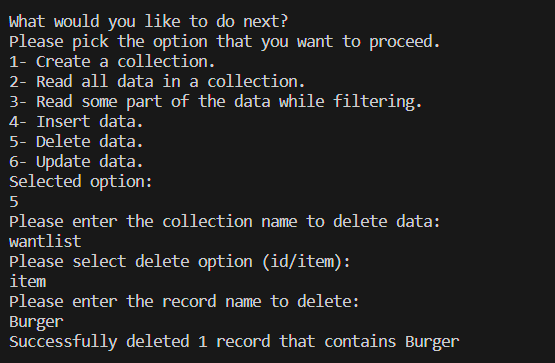 What would you like to do next?
Please pick the option that you want to proceed.
1- Create a collection.
2- Read all data in a collection.
3- Read some part of the data while filtering.
4- Insert data.
5- Delete data.
6- Update data.
Selected option:
5
Please enter the collection name to delete data:
wantlist
Please select delete option (id/item):
item
Please enter the record name to delete:
Burger
Successfully deleted 1 record that contains Burger